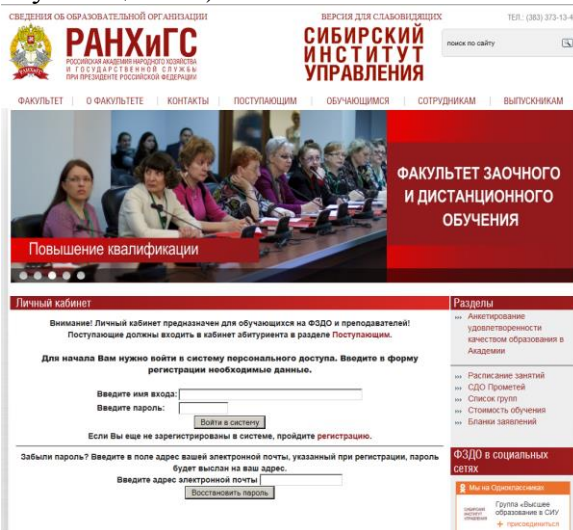 СВЕДЕНИЯ ОБ ОБРАЗОВАТЕЛЬНОЙ ОРГАНИЗАЦИИ
ВЕРСИЯ ДЛЯ СЛАБОВИДЯЩИХ
ТЕЛ.: (383) 373-13-4
РАНХиГС
РОССИЙСКАЯ АКАДЕМИЯ НАРОДНОГО ХОЗЯЙСТВА
И ГОСУДАРСТВЕННОЙ СЛУЖБЫ
ПРИ ПРЕЗИДЕНТЕ РОССИЙСКОЙ ФЕДЕРАЦИИ
СИБИРСКИЙ
ИНСТИТУТ
УПРАВЛЕНИЯ
поиск по сайту
ФАКУЛЬТЕТ
О ФАКУЛЬТЕТЕ
КОНТАКТЫ
ПОСТУПАЮЩИМ
ОБУЧАЮЩИМСЯ
СОТРУДНИКАМ
ВЫПУСКНИКАМ
ФАКУЛЬТЕТ ЗАОЧНОГО
И ДИСТАНЦИОННОГО
ОБУЧЕНИЯ
Повышение квалификации
Личный кабинет
Внимание! Личный кабинет предназначен для обучающихся на ФЗДО и преподавателей!
Поступающие должны входить в кабинет абитуриента в разделе Поступающим.
Для начала Вам нужно войти в систему персонального доступа. Введите в форму
регистрации необходимые данные.
Введите имя входа:
Введите пароль:
Войти в систему
Если Вы еще не зарегистрированы в системе, пройдите регистрацию.
Забыли пароль? Введите в поле адрес вашей электронной почты, указанный при регистрации, пароль
будет выслан на ваш адрес.
Введите адрес электронной почты
Восстановить пароль
Разделы
Анкетирование
удовлетворенности
качеством образования в
Академии
Расписание занятий
СДО Прометей
Список групп
Стоимость обучения
Бланки заявлений
ФЗДО в социальных
сетях
Мы на Одноклассниках
Группа «Высшее
образование в СИУ
+ присоединиться